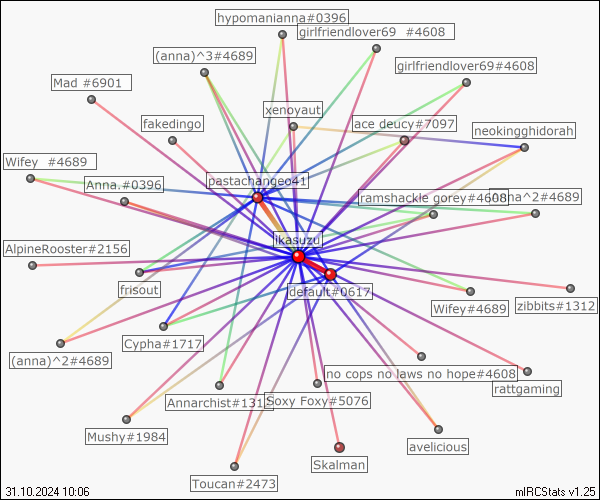 hypomanianna#0396
girlfriendlover69 #4608
(anna)^3#4689
girlfriendlover69#4608
Mad #6901
xenoyaut
fakedingo
ace deucy#7097
neokingghidorah
Wifey #4689
Anna.#0396
pastachangeo41
ramshackle gorey#4608
anna^2#4689
jikasuzu
AlpineRooster#2156
frisout
default#0617
Wifey#4689
zibbits#1312
Cypha#1717
(anna)^2#4689
no cops no laws no hope#4608
rattgaming
Annarchist#131
Soxy Foxy#5076
Mushy#1984
avelicious
Skalman
Toucan#2473
31.10.2024 10:06
mIRCStats v1.25